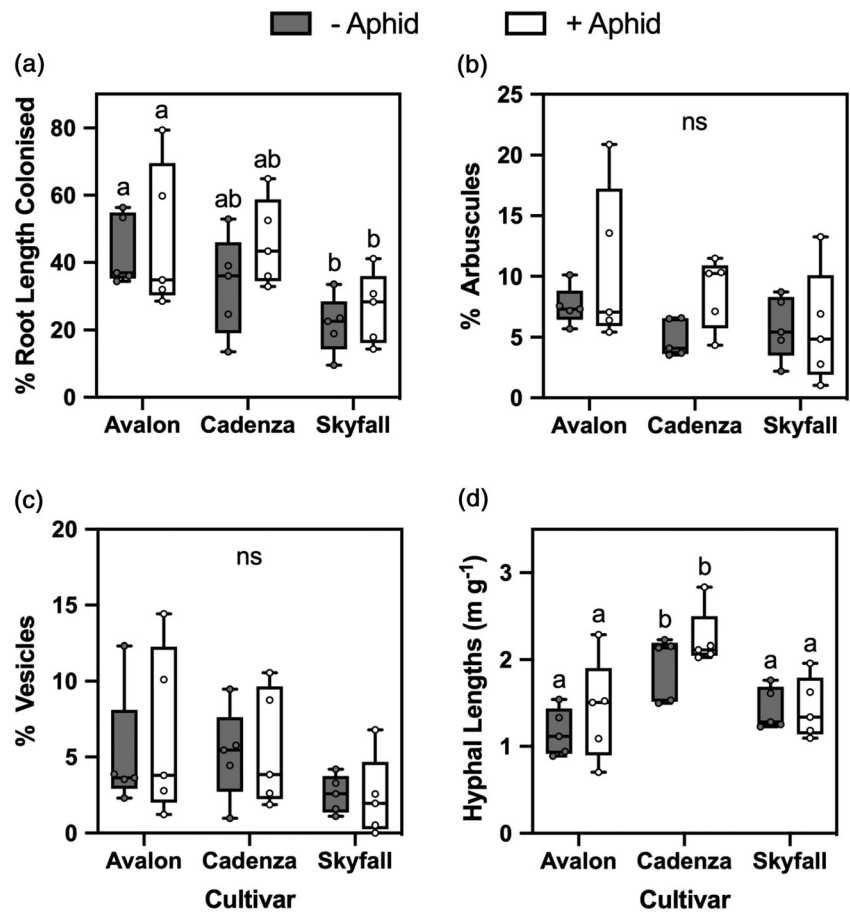 - Aphid + Aphid
(a)
% Root Length Colonised
80
60
40
20
0
a a ab ab b b
Avalon Cadenza Skyfall
(b)
% Arbuscules
25
20
15
10
5
0
ns
Avalon Cadenza Skyfall
(c)
% Vesicles
20
15
10
5
0
ns
Avalon Cadenza Skyfall
Cultivar
(d)
Hyphal Lengths (m g⁻¹)
3
2
1
0
a a b b a a
Avalon Cadenza Skyfall
Cultivar